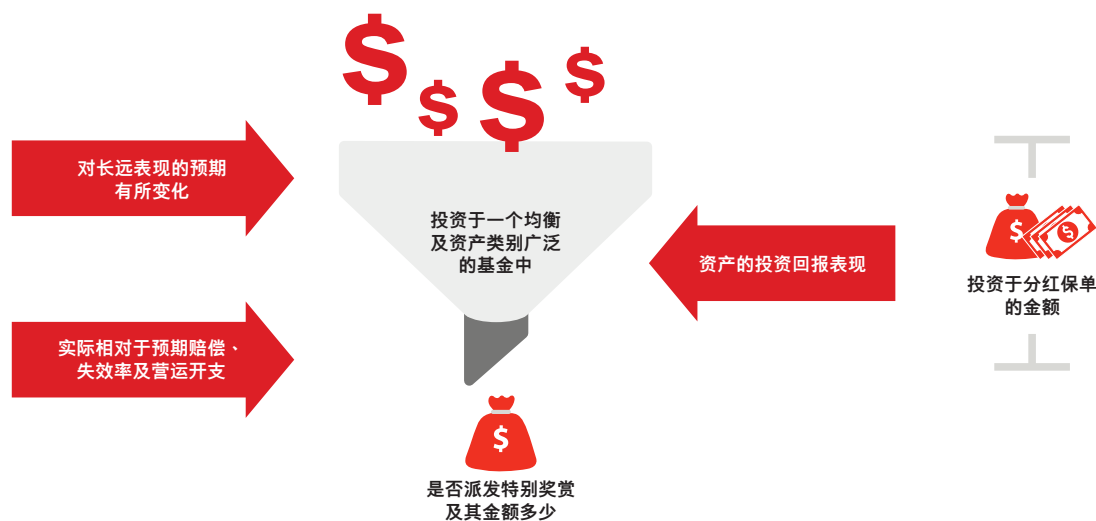 $ $ $ $
对长远表现的预期
有所变化
投资于一个均衡
及资产类别广泛
的基金中
资产的投资回报表现
$ $
投资于分红保单
的金额
实际相对于预期赔偿、
失效率及营运开支
$
是否派发特别奖赏
及其金额多少